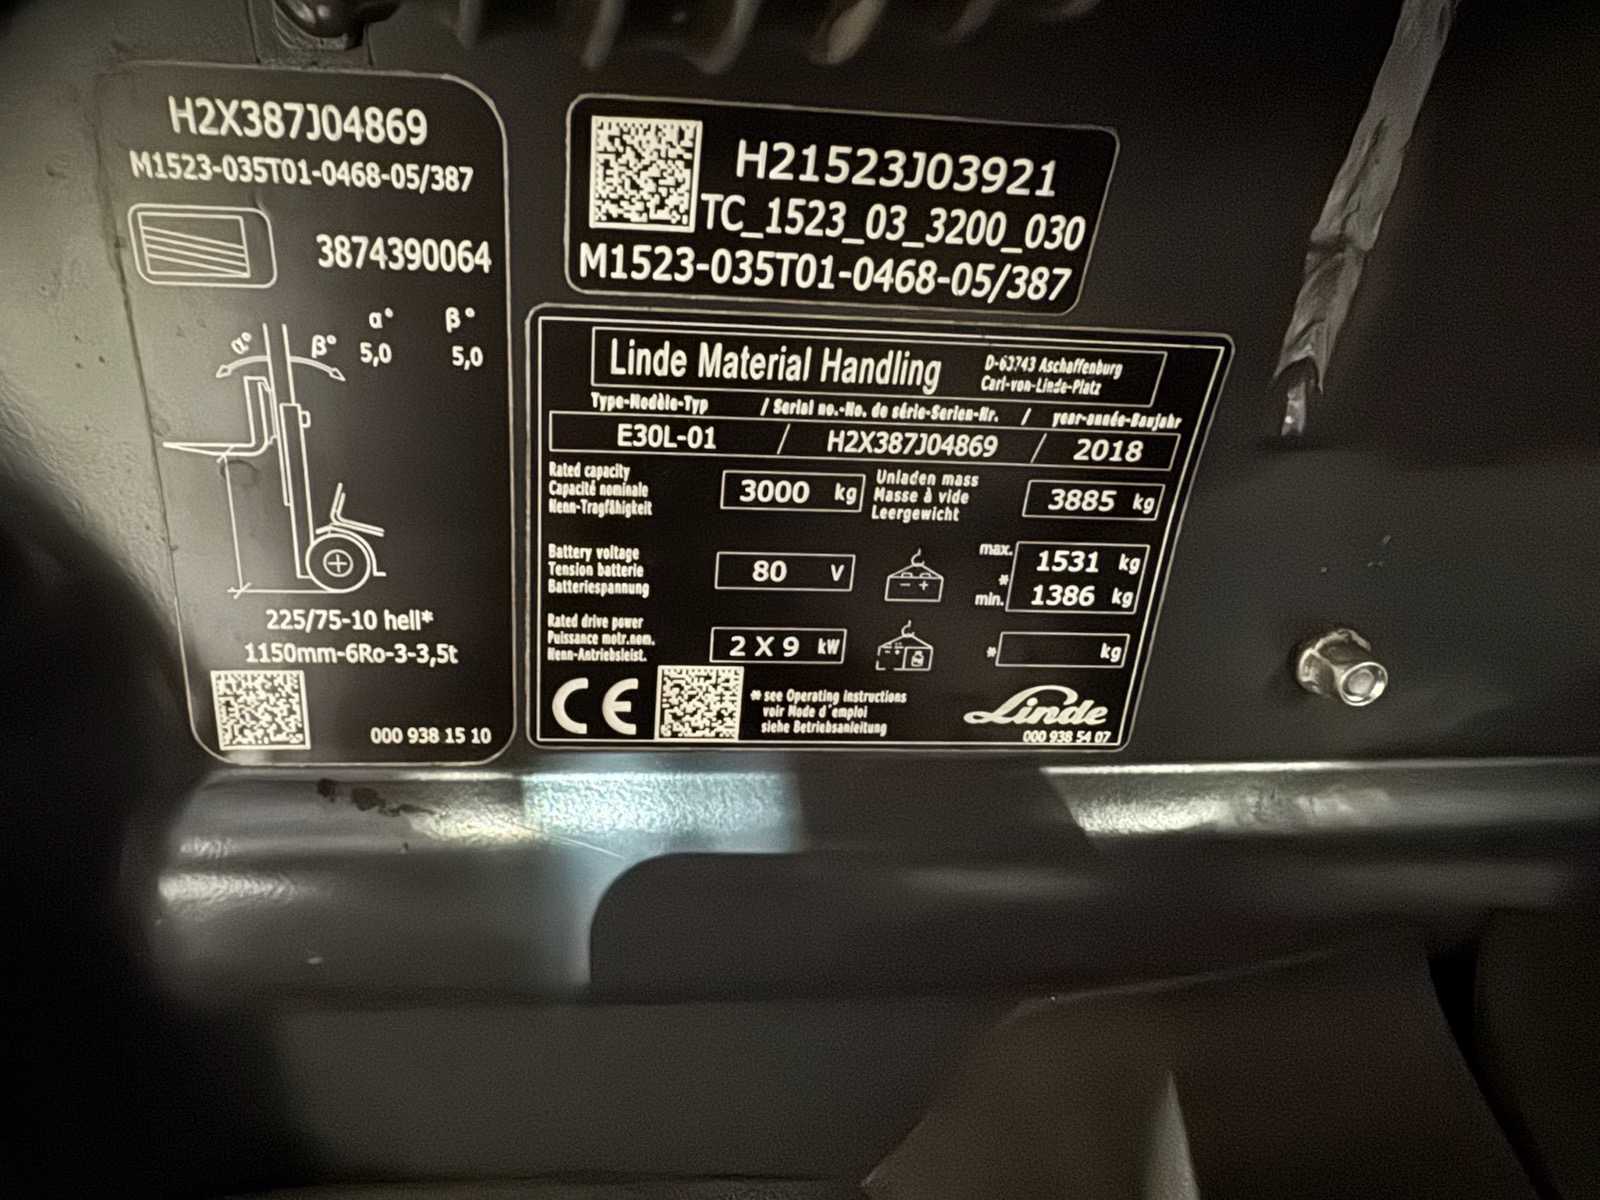 H2X387J04869
M1523-035T01-0468-05/387
3874390064
α° β°
α° β° 5,0 5,0
225/75-10 hell*
1150mm-6Ro-3-3,5t
000 938 15 10
H21523J03921
TC_1523_03_3200_030
M1523-035T01-0468-05/387
Linde Material Handling
D-63743 Aschaffenburg
Carl-von-Linde-Platz
Type-Modèle-Typ / Serial no.-No. de série-Serien-Nr. / year-année-Baujahr
E30L-01 / H2X387J04869 / 2018
Rated capacity
Capacité nominale
Nenn-Tragfähigkeit
3000 kg
Unladen mass
Masse à vide
Leergewicht
3885 kg
Battery voltage
Tension batterie
Batteriespannung
80 V
- +
max. 1531 kg
*
min. 1386 kg
Rated drive power
Puissance motr.nom.
Nenn-Antriebsleist.
2 X 9 kW
- +
* kg
CE
* see Operating instructions
voir Mode d'emploi
siehe Betriebsanleitung
Linde
000 938 54 07